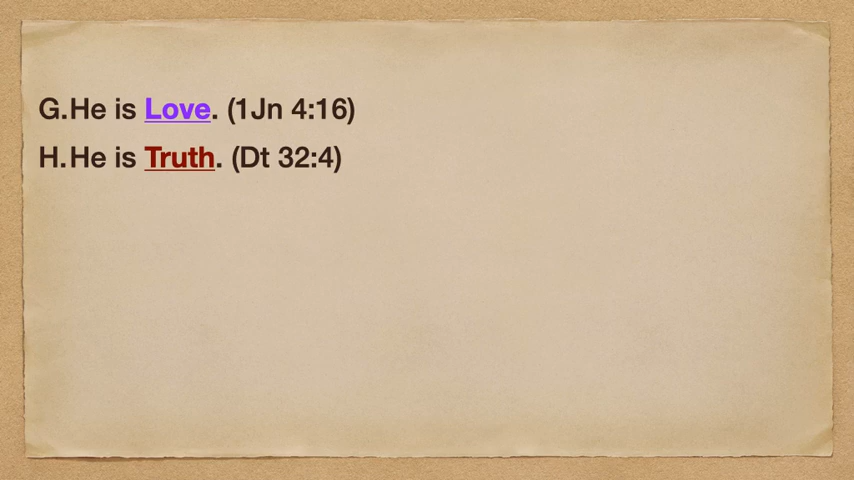 G.He is Love. (1Jn 4:16)
H.He is Truth. (Dt 32:4)